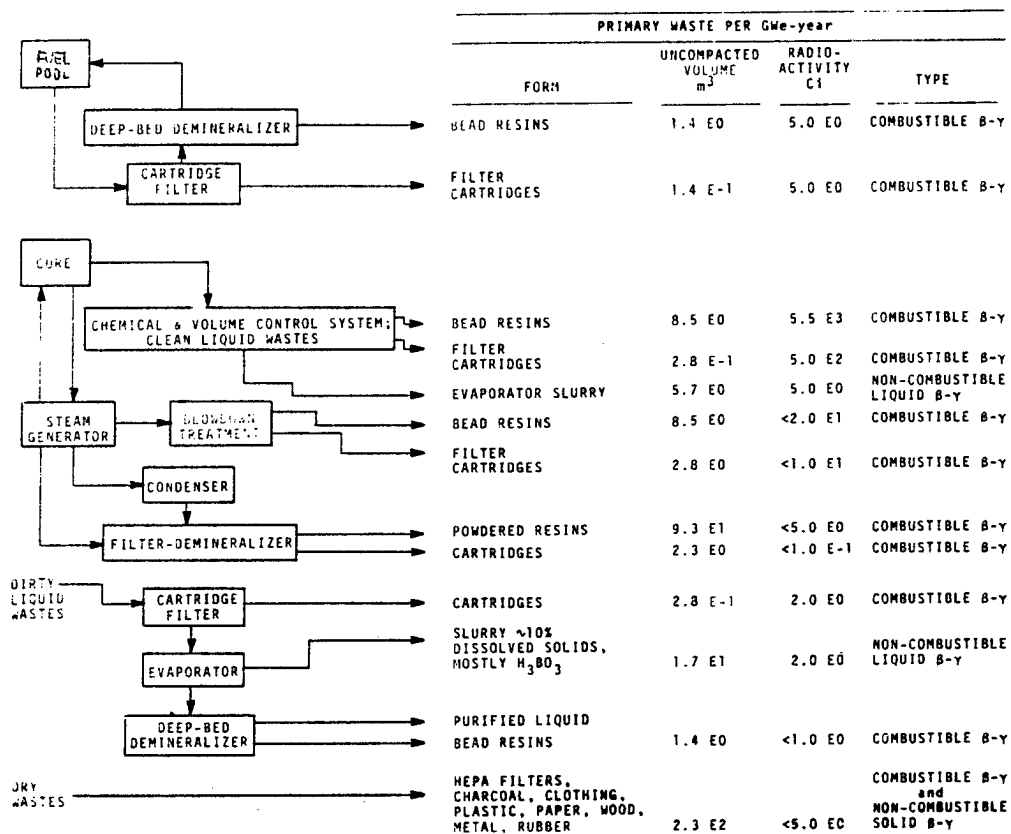 PRIMARY WASTE PER GWe-year
FORM UNCOMPACTED VOLUME m³ RADIO-ACTIVITY Ci TYPE
FUEL POOL
DEEP-BED DEMINERALIZER
BEAD RESINS 1.4 E0 5.0 E0 COMBUSTIBLE β-γ
CARTRIDGE FILTER
FILTER
CARTRIDGES 1.4 E-1 5.0 E0 COMBUSTIBLE β-γ
CORE
CHEMICAL & VOLUME CONTROL SYSTEM;
CLEAN LIQUID WASTES
BEAD RESINS 8.5 E0 5.5 E3 COMBUSTIBLE β-γ
FILTER
CARTRIDGES 2.8 E-1 5.0 E2 COMBUSTIBLE β-γ
EVAPORATOR SLURRY 5.7 E0 5.0 E0 NON-COMBUSTIBLE LIQUID β-γ
STEAM
GENERATOR
BLOWDOWN
TREATMENT
BEAD RESINS 8.5 E0 <2.0 E1 COMBUSTIBLE β-γ
FILTER
CARTRIDGES 2.8 E0 <1.0 E1 COMBUSTIBLE β-γ
CONDENSER
FILTER-DEMINERALIZER
POWDERED RESINS 9.3 E1 <5.0 E0 COMBUSTIBLE β-γ
CARTRIDGES 2.3 E0 <1.0 E-1 COMBUSTIBLE β-γ
DIRTY
LIQUID
WASTES
CARTRIDGE
FILTER
CARTRIDGES 2.8 E-1 2.0 E0 COMBUSTIBLE β-γ
EVAPORATOR
SLURRY ~10%
DISSOLVED SOLIDS,
MOSTLY H₃BO₃ 1.7 E1 2.0 E0 NON-COMBUSTIBLE LIQUID β-γ
DEEP-BED
DEMINERALIZER
PURIFIED LIQUID
BEAD RESINS 1.4 E0 <1.0 E0 COMBUSTIBLE β-γ
DRY
WASTES
HEPA FILTERS,
CHARCOAL, CLOTHING,
PLASTIC, PAPER, WOOD,
METAL, RUBBER 2.3 E2 <5.0 E0
COMBUSTIBLE β-γ
and
NON-COMBUSTIBLE
SOLID β-γ